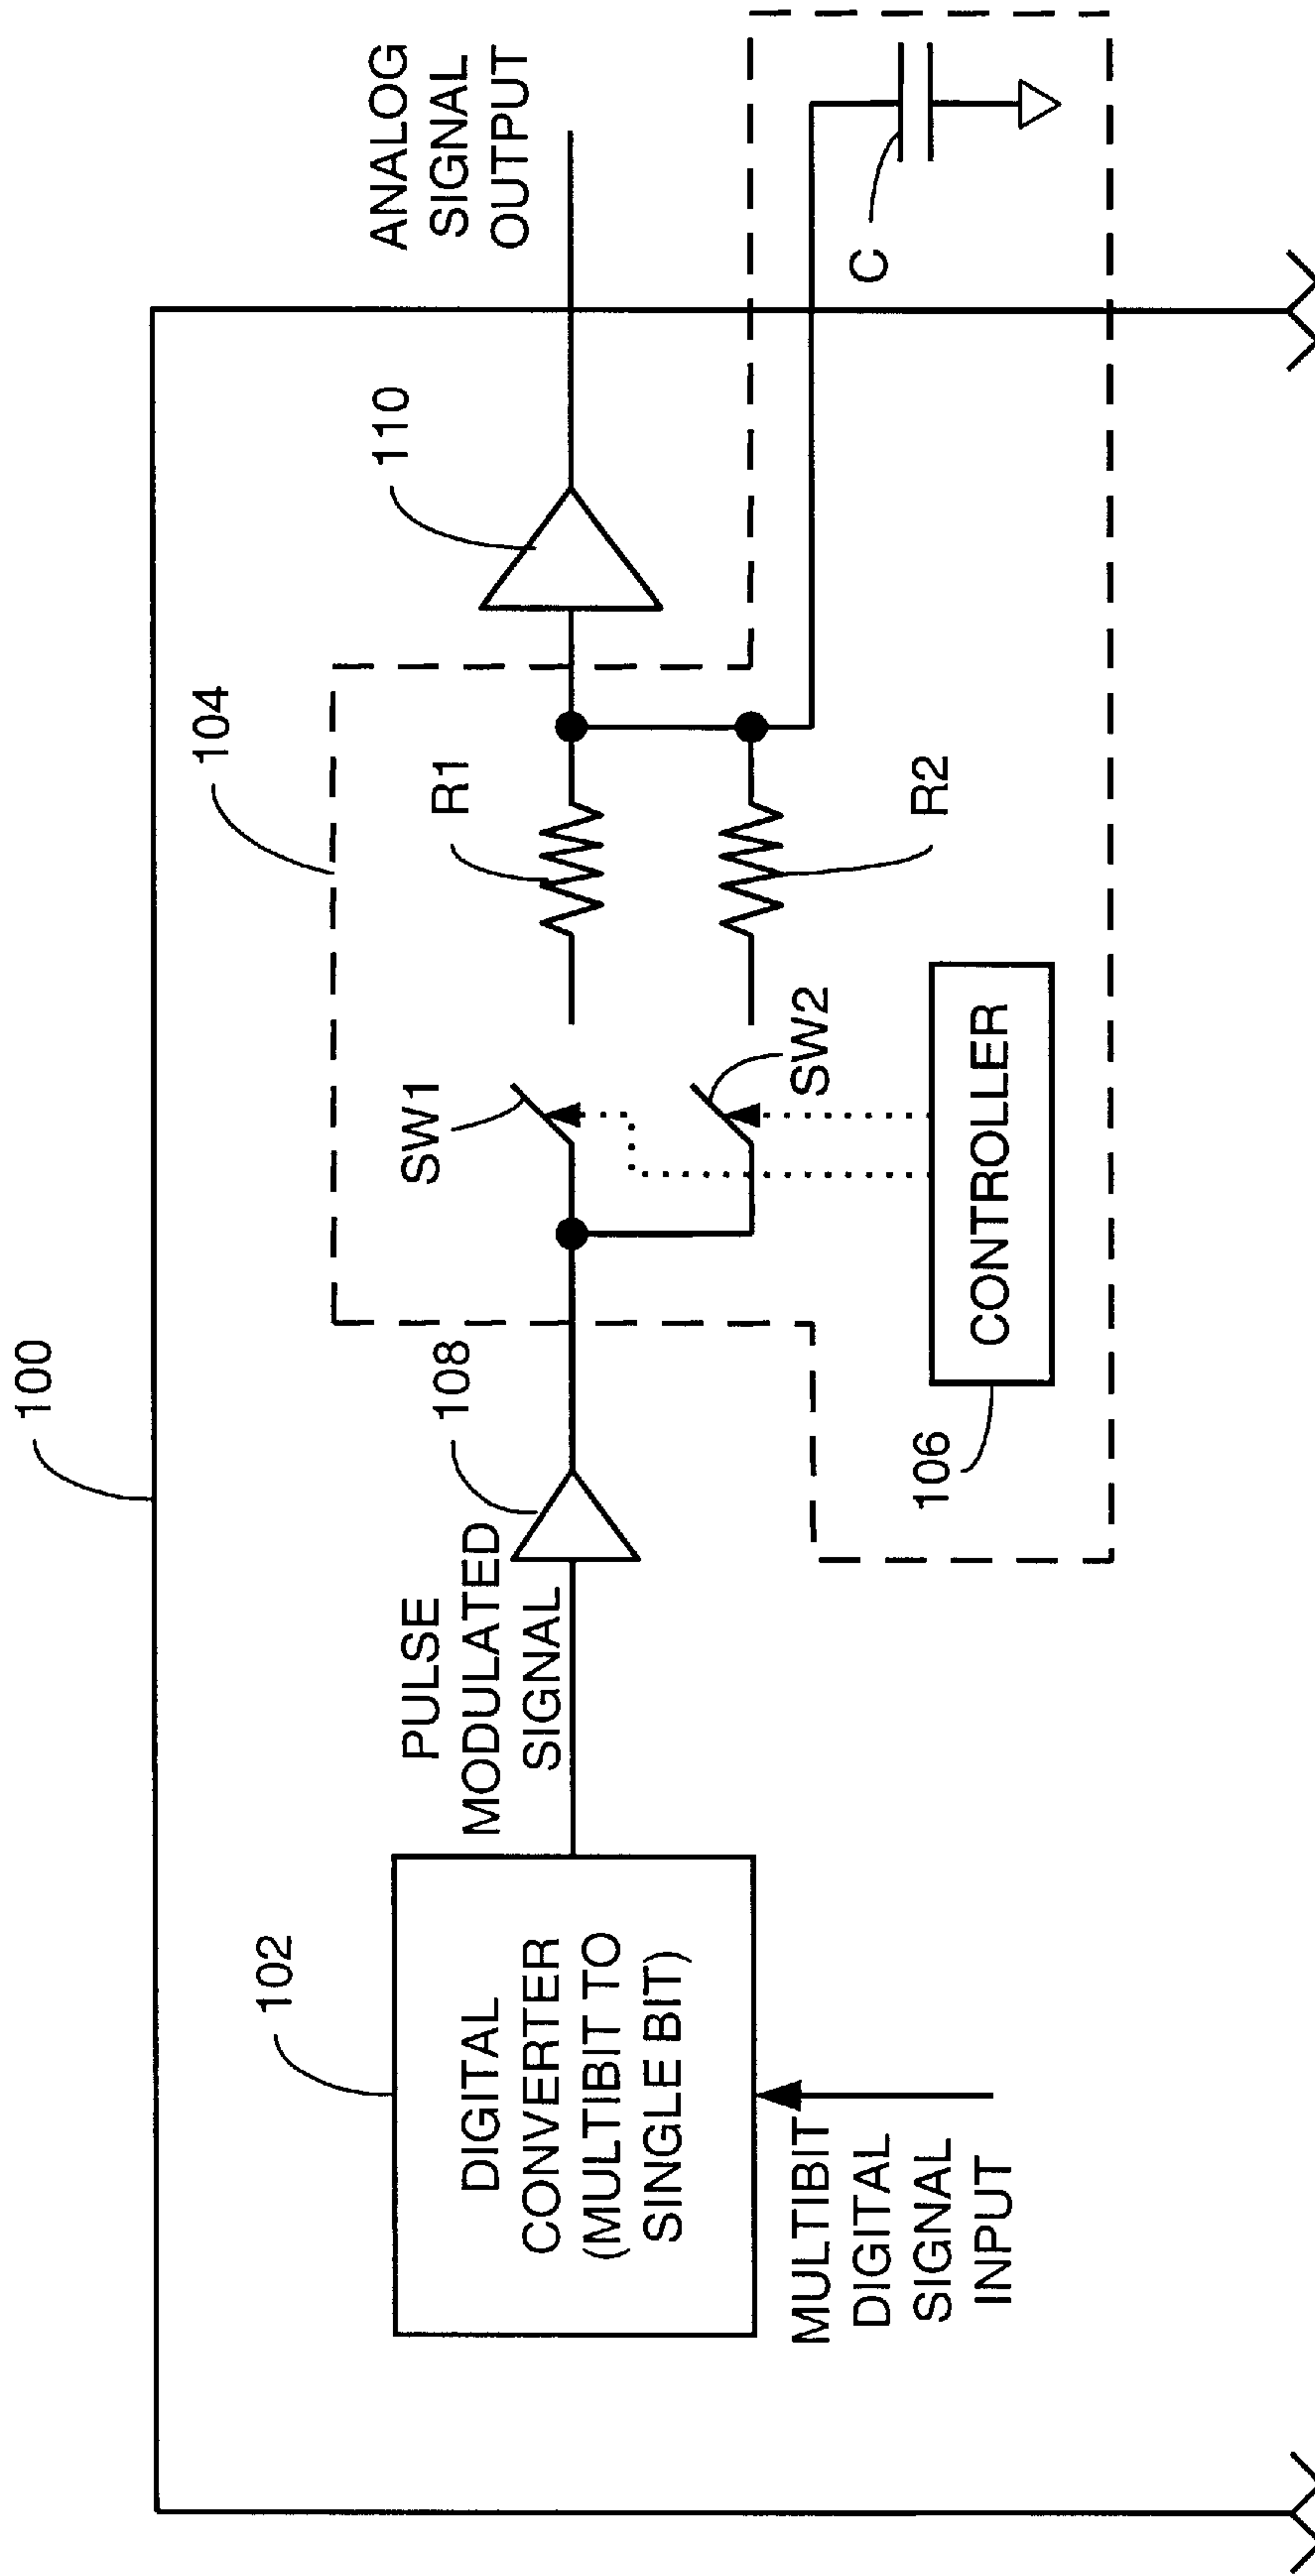 100
102
DIGITAL
CONVERTER
(MULTIBIT TO
SINGLE BIT)
MULTIBIT
DIGITAL
SIGNAL
INPUT
PULSE
MODULATED
SIGNAL
108
104
SW1
R1
SW2
R2
106
CONTROLLER
110
ANALOG
SIGNAL
OUTPUT
C